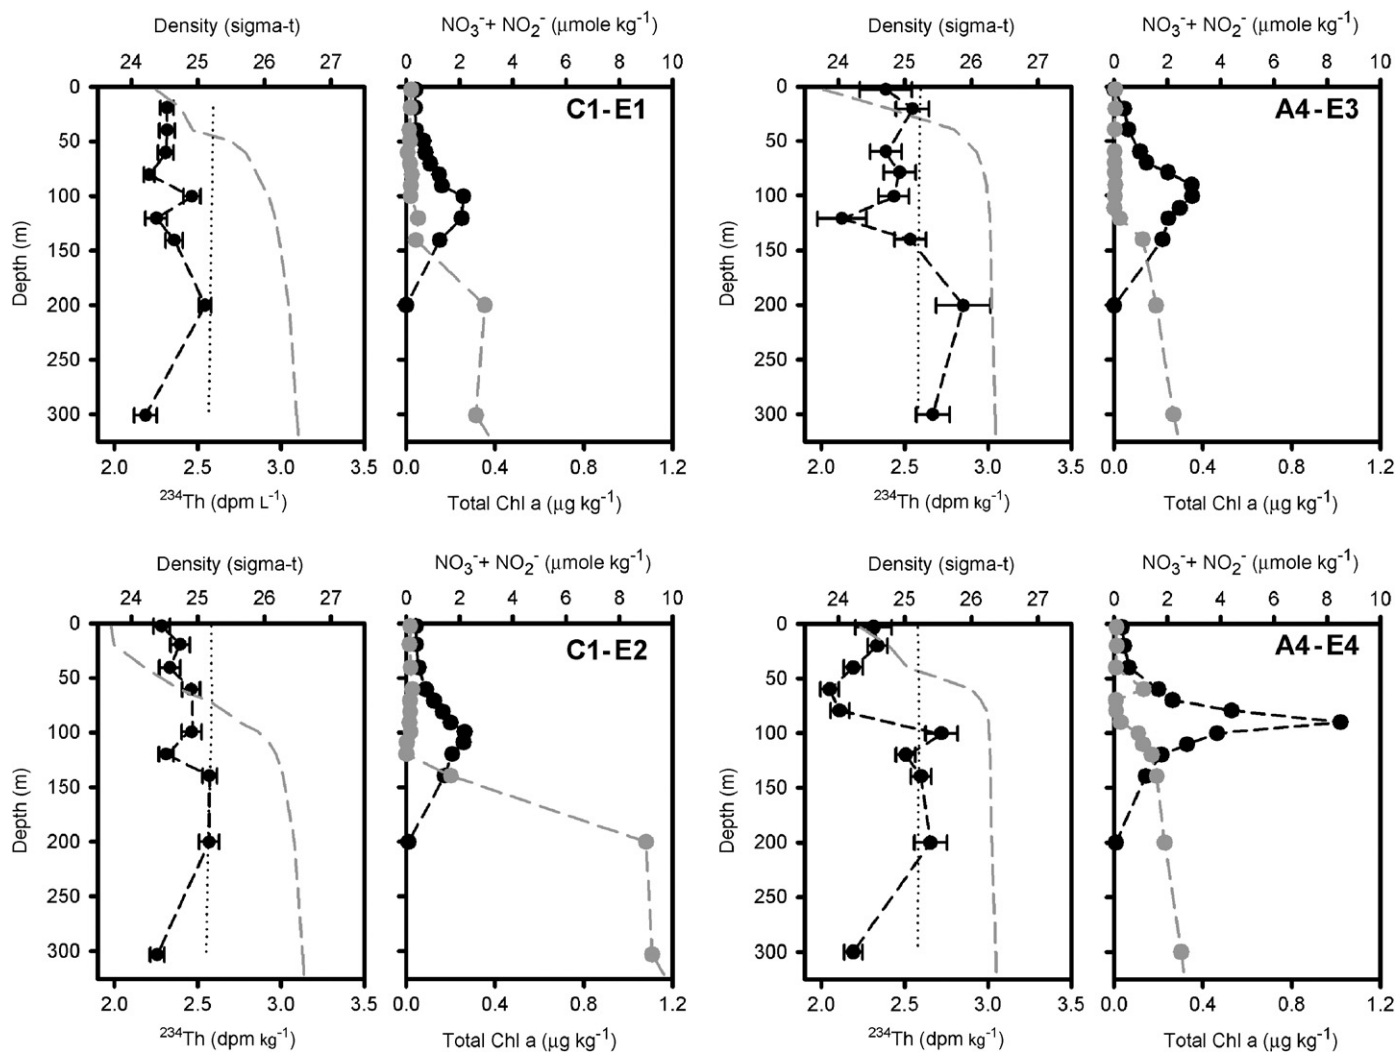 Density (sigma-t)
NO₃⁻+ NO₂⁻ (μmole kg⁻¹)
24 25 26 27
0 2 4 6 8 10
C1-E1
0
50
100
150
200
250
300
Depth (m)
2.0 2.5 3.0 3.5
0.0 0.4 0.8 1.2
²³⁴Th (dpm L⁻¹)
Total Chl a (μg kg⁻¹)
Density (sigma-t)
NO₃⁻+ NO₂⁻ (μmole kg⁻¹)
24 25 26 27
0 2 4 6 8 10
A4-E3
0
50
100
150
200
250
300
Depth (m)
2.0 2.5 3.0 3.5
0.0 0.4 0.8 1.2
²³⁴Th (dpm kg⁻¹)
Total Chl a (μg kg⁻¹)
Density (sigma-t)
NO₃⁻+ NO₂⁻ (μmole kg⁻¹)
24 25 26 27
0 2 4 6 8 10
C1-E2
0
50
100
150
200
250
300
Depth (m)
2.0 2.5 3.0 3.5
0.0 0.4 0.8 1.2
²³⁴Th (dpm kg⁻¹)
Total Chl a (μg kg⁻¹)
Density (sigma-t)
NO₃⁻+ NO₂⁻ (μmole kg⁻¹)
24 25 26 27
0 2 4 6 8 10
A4-E4
0
50
100
150
200
250
300
Depth (m)
2.0 2.5 3.0 3.5
0.0 0.4 0.8 1.2
²³⁴Th (dpm kg⁻¹)
Total Chl a (μg kg⁻¹)